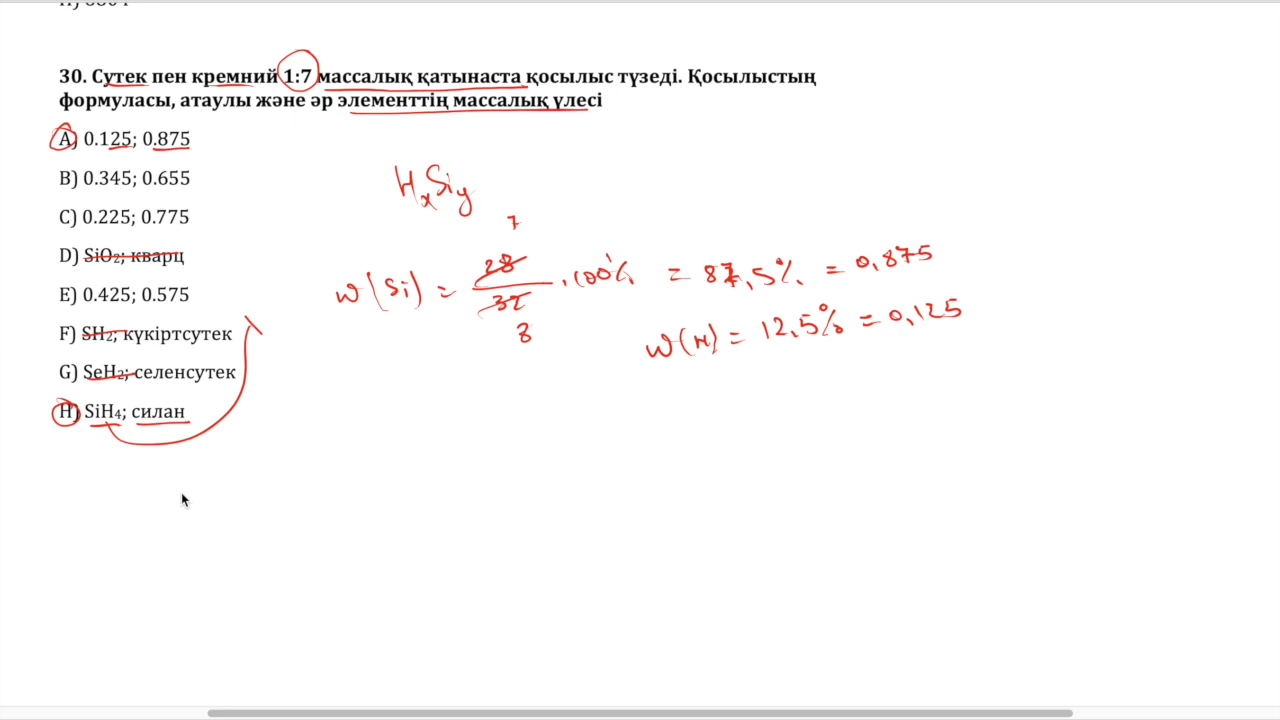 30. Сутек пен кремний 1:7 массалық қатынаста қосылыс түзеді. Қосылыстың
формуласы, атаулы және әр элементтің массалық үлесі
A) 0.125; 0.875
B) 0.345; 0.655
C) 0.225; 0.775
D) SiO₂; кварц
E) 0.425; 0.575
F) SH₂; күкіртсутек
G) SeH₂; селенсутек
H) SiH₄; силан
HxSiy
7
w(Si) = 28/32 · 100% = 87,5% = 0,875
8
w(H) = 12,5% = 0,125